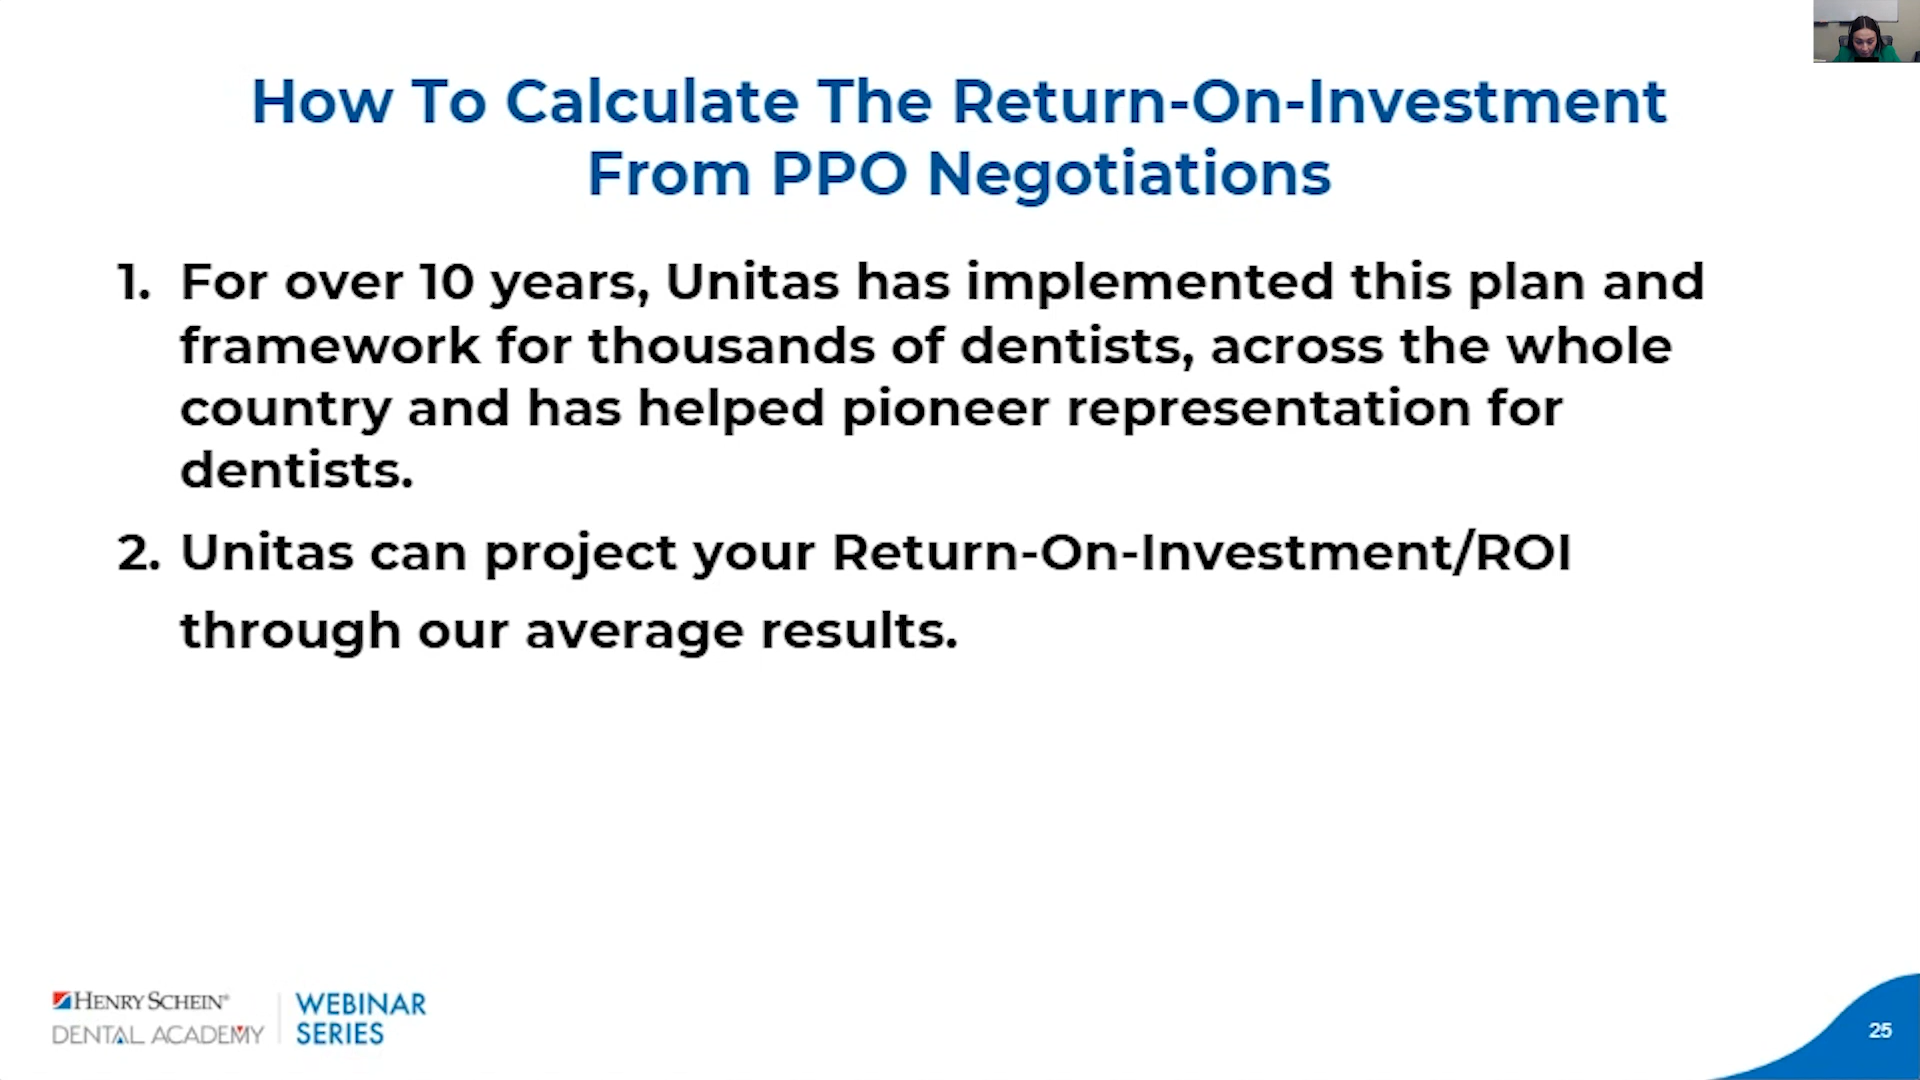 How To Calculate The Return-On-Investment
From PPO Negotiations
1. For over 10 years, Unitas has implemented this plan and
framework for thousands of dentists, across the whole
country and has helped pioneer representation for
dentists.
2. Unitas can project your Return-On-Investment/ROI
through our average results.
HENRY SCHEIN®
DENTAL ACADEMY
WEBINAR
SERIES
25